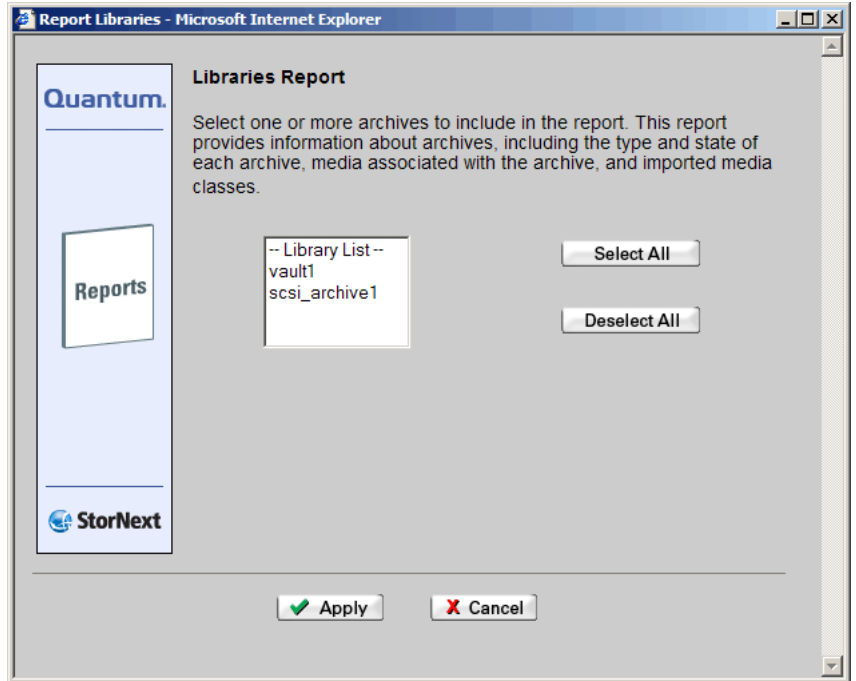 Report Libraries - Microsoft Internet Explorer
Quantum.
Libraries Report
Select one or more archives to include in the report. This report
provides information about archives, including the type and state of
each archive, media associated with the archive, and imported media
classes.
-- Library List --
vault1
scsi_archive1
Select All
Deselect All
Reports
StorNext
Apply
Cancel